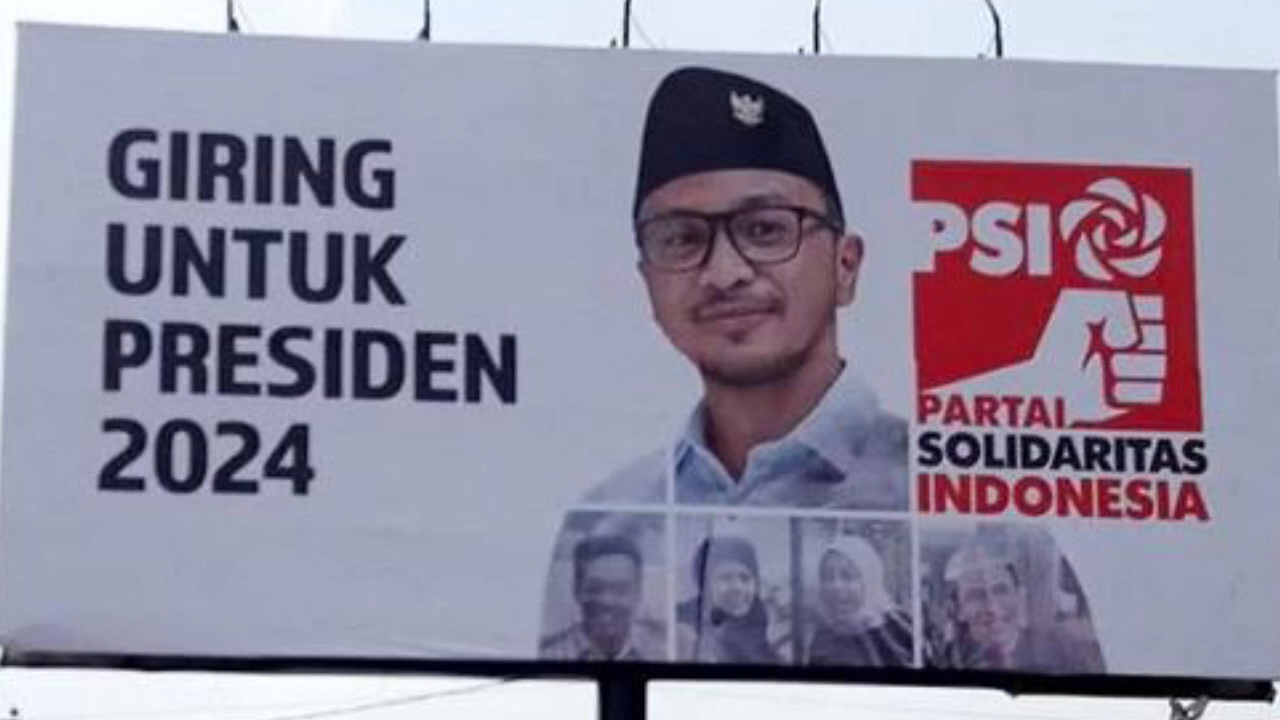 GIRING
UNTUK
PRESIDEN
2024
PSI
PARTAI
SOLIDARITAS
INDONESIA